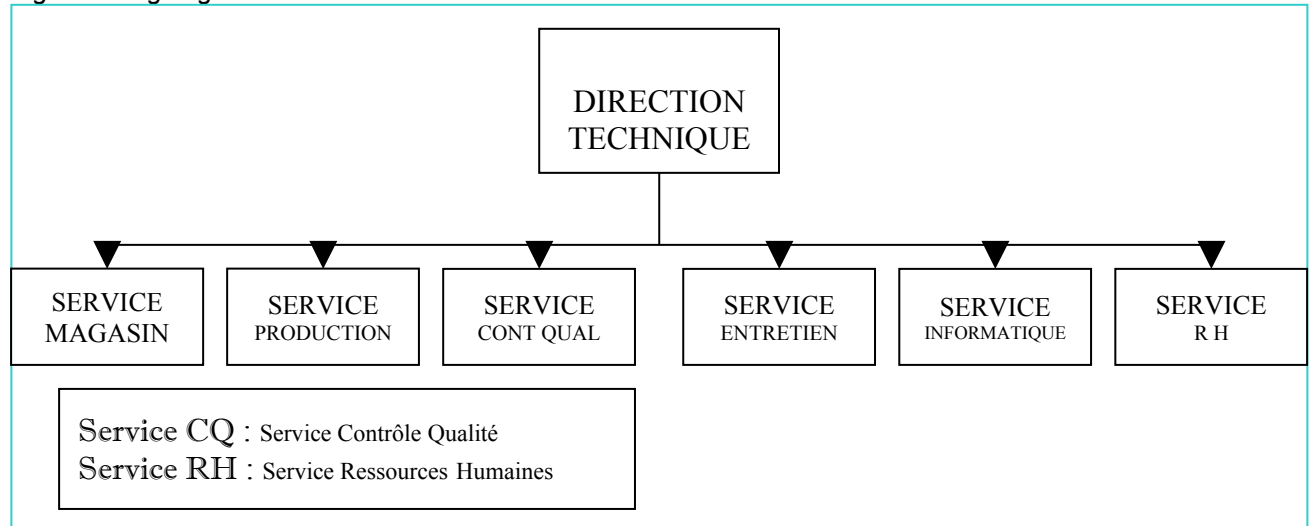 DIRECTION
TECHNIQUE
SERVICE
MAGASIN
SERVICE
PRODUCTION
SERVICE
CONT QUAL
SERVICE
ENTRETIEN
SERVICE
INFORMATIQUE
SERVICE
R H
Service CQ : Service Contrôle Qualité
Service RH : Service Ressources Humaines